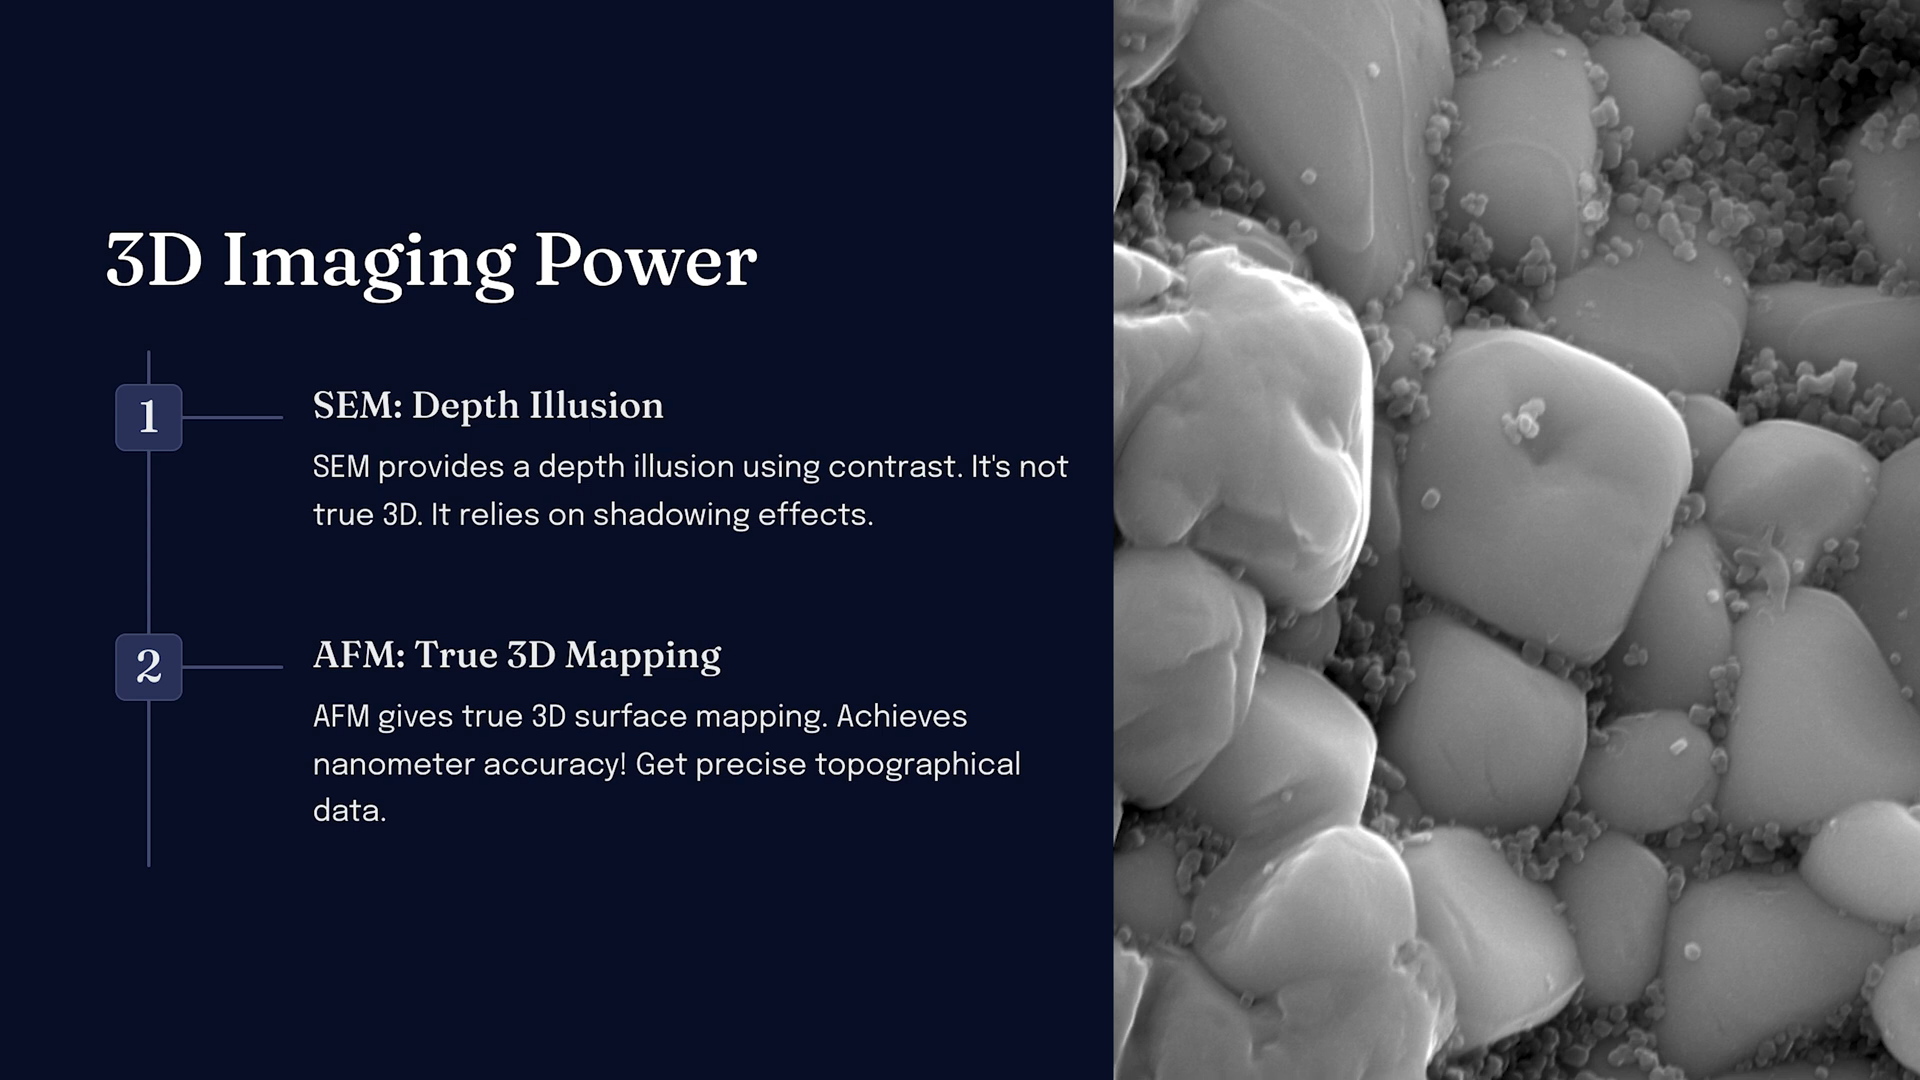 3D Imaging Power
1
SEM: Depth Illusion
SEM provides a depth illusion using contrast. It's not
true 3D. It relies on shadowing effects.
2
AFM: True 3D Mapping
AFM gives true 3D surface mapping. Achieves
nanometer accuracy! Get precise topographical
data.